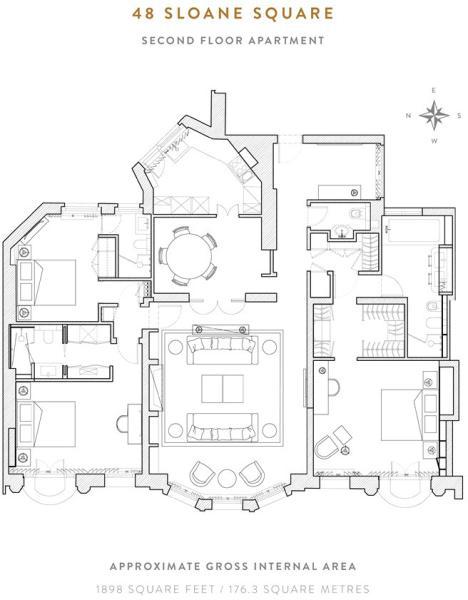 48 SLOANE SQUARE
SECOND FLOOR APARTMENT
E
N S
W
APPROXIMATE GROSS INTERNAL AREA
1898 SQUARE FEET / 176.3 SQUARE METRES